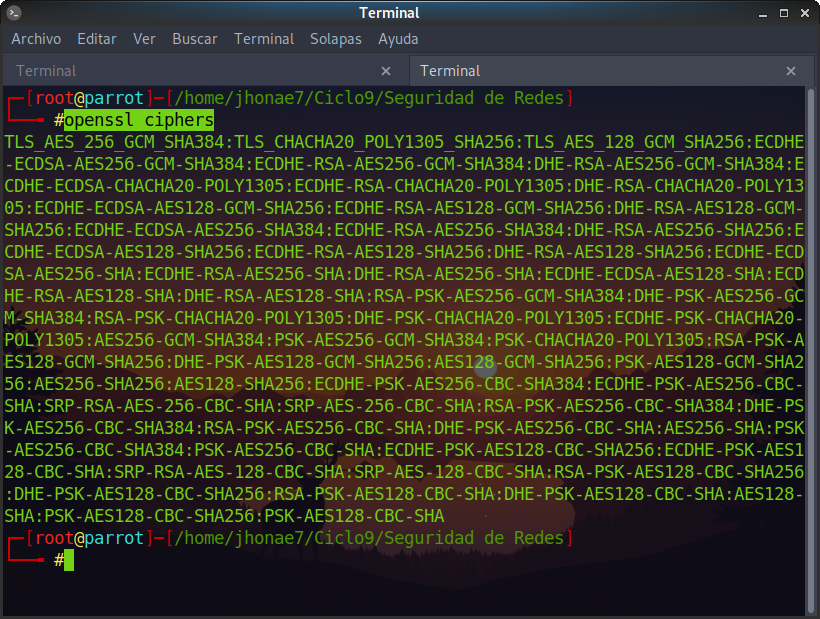 Terminal
Archivo Editar Ver Buscar Terminal Solapas Ayuda
Terminal Terminal
[root@parrot]-[/home/jhonae7/Ciclo9/Seguridad de Redes]
#openssl ciphers
TLS_AES_256_GCM_SHA384:TLS_CHACHA20_POLY1305_SHA256:TLS_AES_128_GCM_SHA256:ECDHE
-ECDSA-AES256-GCM-SHA384:ECDHE-RSA-AES256-GCM-SHA384:DHE-RSA-AES256-GCM-SHA384:E
CDHE-ECDSA-CHACHA20-POLY1305:ECDHE-RSA-CHACHA20-POLY1305:DHE-RSA-CHACHA20-POLY13
05:ECDHE-ECDSA-AES128-GCM-SHA256:ECDHE-RSA-AES128-GCM-SHA256:DHE-RSA-AES128-GCM-
SHA256:ECDHE-ECDSA-AES256-SHA384:ECDHE-RSA-AES256-SHA384:DHE-RSA-AES256-SHA256:E
CDHE-ECDSA-AES128-SHA256:ECDHE-RSA-AES128-SHA256:DHE-RSA-AES128-SHA256:ECDHE-ECD
SA-AES256-SHA:ECDHE-RSA-AES256-SHA:DHE-RSA-AES256-SHA:ECDHE-ECDSA-AES128-SHA:ECD
HE-RSA-AES128-SHA:DHE-RSA-AES128-SHA:RSA-PSK-AES256-GCM-SHA384:DHE-PSK-AES256-GC
M-SHA384:RSA-PSK-CHACHA20-POLY1305:DHE-PSK-CHACHA20-POLY1305:ECDHE-PSK-CHACHA20-
POLY1305:AES256-GCM-SHA384:PSK-AES256-GCM-SHA384:PSK-CHACHA20-POLY1305:RSA-PSK-A
ES128-GCM-SHA256:DHE-PSK-AES128-GCM-SHA256:AES128-GCM-SHA256:PSK-AES128-GCM-SHA2
56:AES256-SHA256:AES128-SHA256:ECDHE-PSK-AES256-CBC-SHA384:ECDHE-PSK-AES256-CBC-
SHA:SRP-RSA-AES-256-CBC-SHA:SRP-AES-256-CBC-SHA:RSA-PSK-AES256-CBC-SHA384:DHE-PS
K-AES256-CBC-SHA384:RSA-PSK-AES256-CBC-SHA:DHE-PSK-AES256-CBC-SHA:AES256-SHA:PSK
-AES256-CBC-SHA384:PSK-AES256-CBC-SHA:ECDHE-PSK-AES128-CBC-SHA256:ECDHE-PSK-AES1
28-CBC-SHA:SRP-RSA-AES-128-CBC-SHA:SRP-AES-128-CBC-SHA:RSA-PSK-AES128-CBC-SHA256
:DHE-PSK-AES128-CBC-SHA256:RSA-PSK-AES128-CBC-SHA:DHE-PSK-AES128-CBC-SHA:AES128-
SHA:PSK-AES128-CBC-SHA256:PSK-AES128-CBC-SHA
[root@parrot]-[/home/jhonae7/Ciclo9/Seguridad de Redes]
#